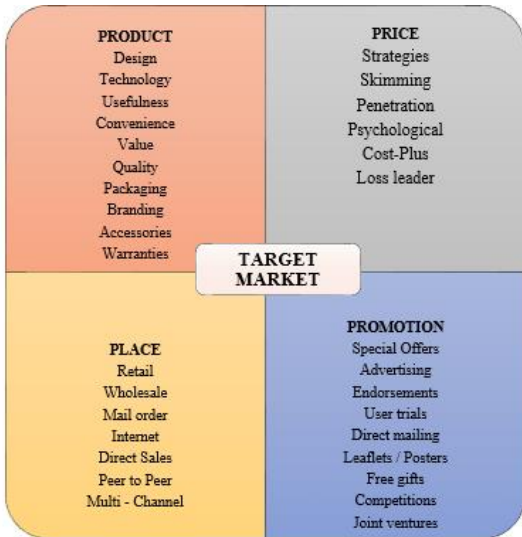 PRODUCT
Design
Technology
Usefulness
Convenience
Value
Quality
Packaging
Branding
Accessories
Warranties
PRICE
Strategies
Skimming
Penetration
Psychological
Cost-Plus
Loss leader
TARGET
MARKET
PLACE
Retail
Wholesale
Mail order
Internet
Direct Sales
Peer to Peer
Multi - Channel
PROMOTION
Special Offers
Advertising
Endorsements
User trials
Direct mailing
Leaflets / Posters
Free gifts
Competitions
Joint ventures